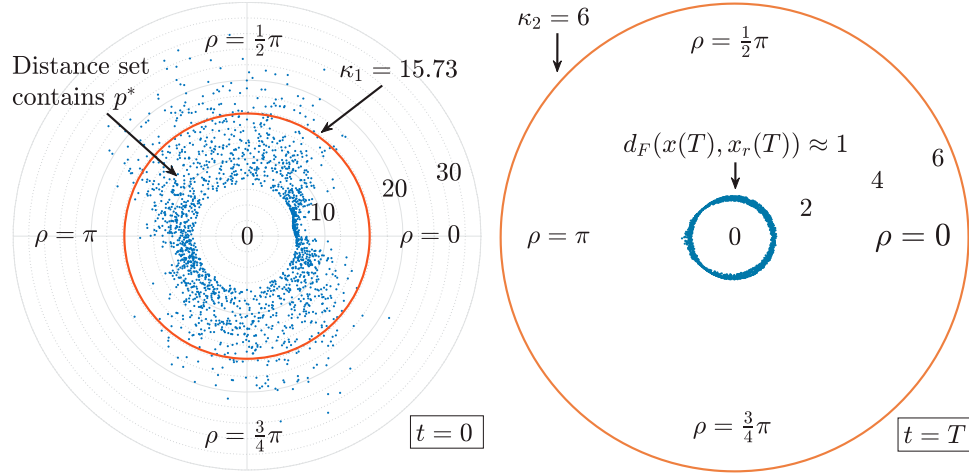 ρ = ½π
Distance set
contains p*
κ₁ = 15.73
30
20
10
ρ = π
0
ρ = 0
ρ = ¾π
t = 0
κ₂ = 6
ρ = ½π
d_F(x(T), x_r(T)) ≈ 1
6
4
2
ρ = π
0
ρ = 0
ρ = ¾π
t = T